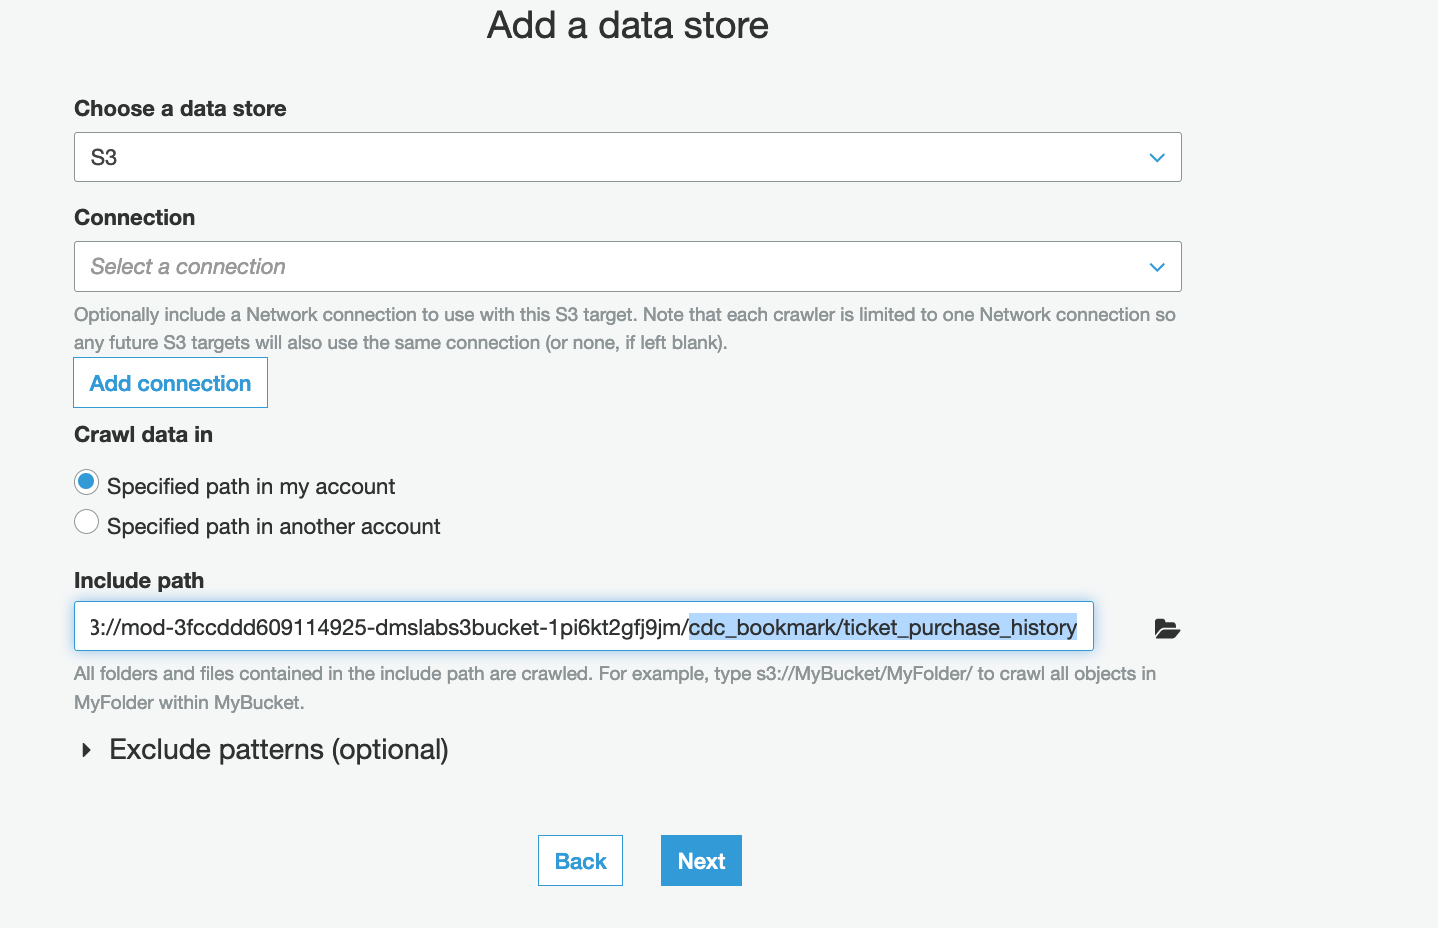 Add a data store
Choose a data store
S3
Connection
Select a connection
Optionally include a Network connection to use with this S3 target. Note that each crawler is limited to one Network connection so
any future S3 targets will also use the same connection (or none, if left blank).
Add connection
Crawl data in
Specified path in my account
Specified path in another account
Include path
3://mod-3fccddd609114925-dmslabs3bucket-1pi6kt2gfj9jm/cdc_bookmark/ticket_purchase_history
All folders and files contained in the include path are crawled. For example, type s3://MyBucket/MyFolder/ to crawl all objects in
MyFolder within MyBucket.
Exclude patterns (optional)
Back
Next